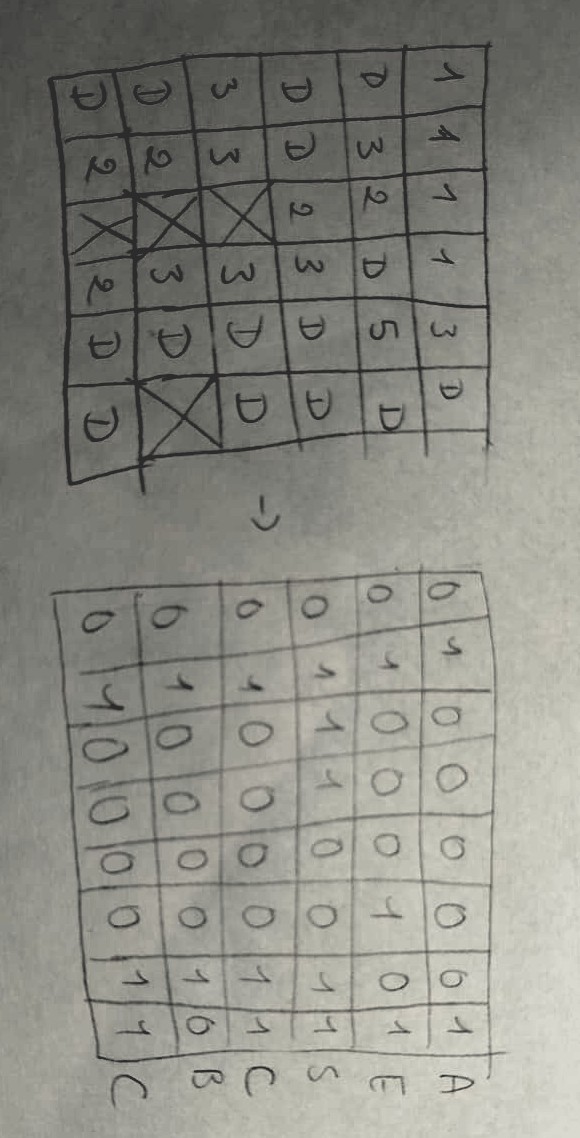 1 1 1 1 3 D
D 3 2 D 5 D
D D 2 3 D D
3 3 X 3 D D
D 2 X 3 D X
D 2 X 2 D D
→
0 1 0 0 0 0 0 1 A
0 1 0 0 0 1 0 1 E
0 1 1 1 0 0 1 1 S
0 1 0 0 0 0 1 1 C
0 1 0 0 0 0 1 0 B
0 1 0 0 0 0 1 1 C